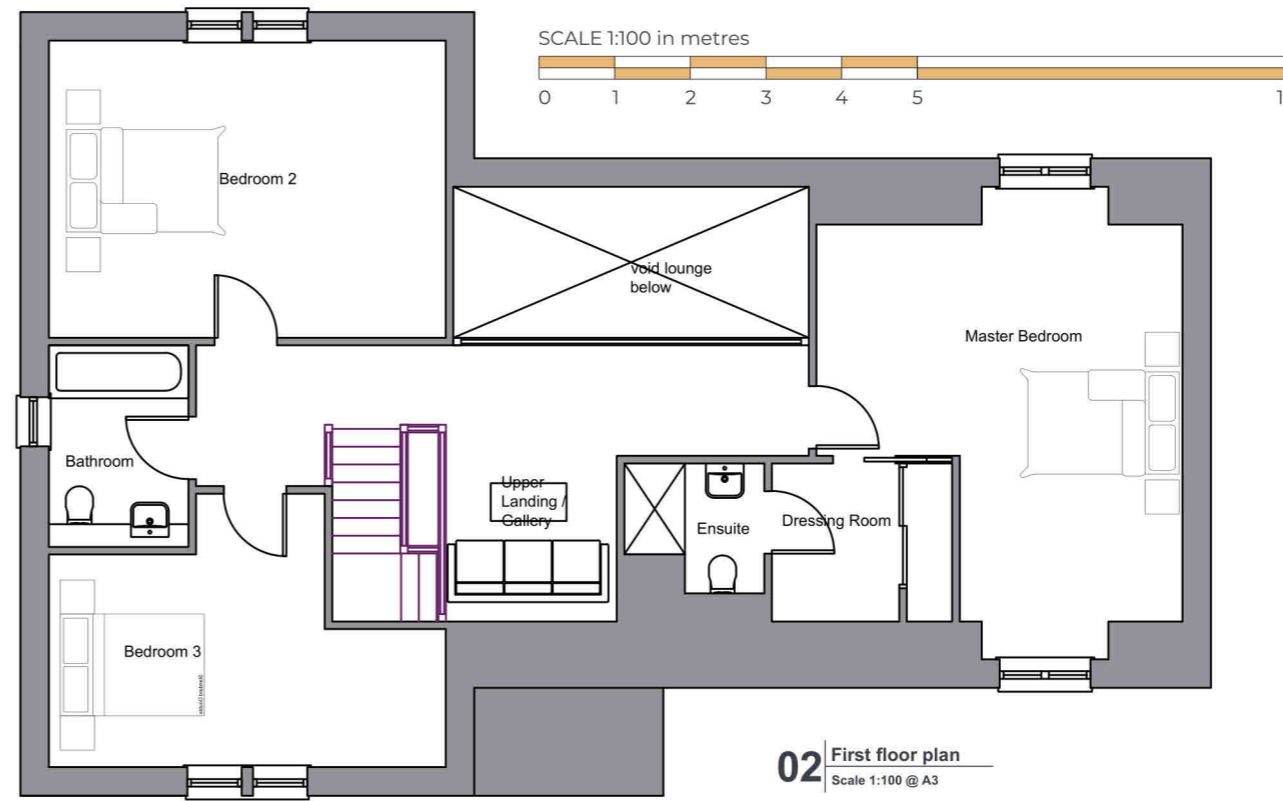 SCALE 1:100 in metres
0 1 2 3 4 5 1
Bedroom 2
void lounge
below
Master Bedroom
Bathroom
Upper
Landing /
Gallery
Ensuite
Dressing Room
Bedroom 3
02
First floor plan
Scale 1:100 @ A3